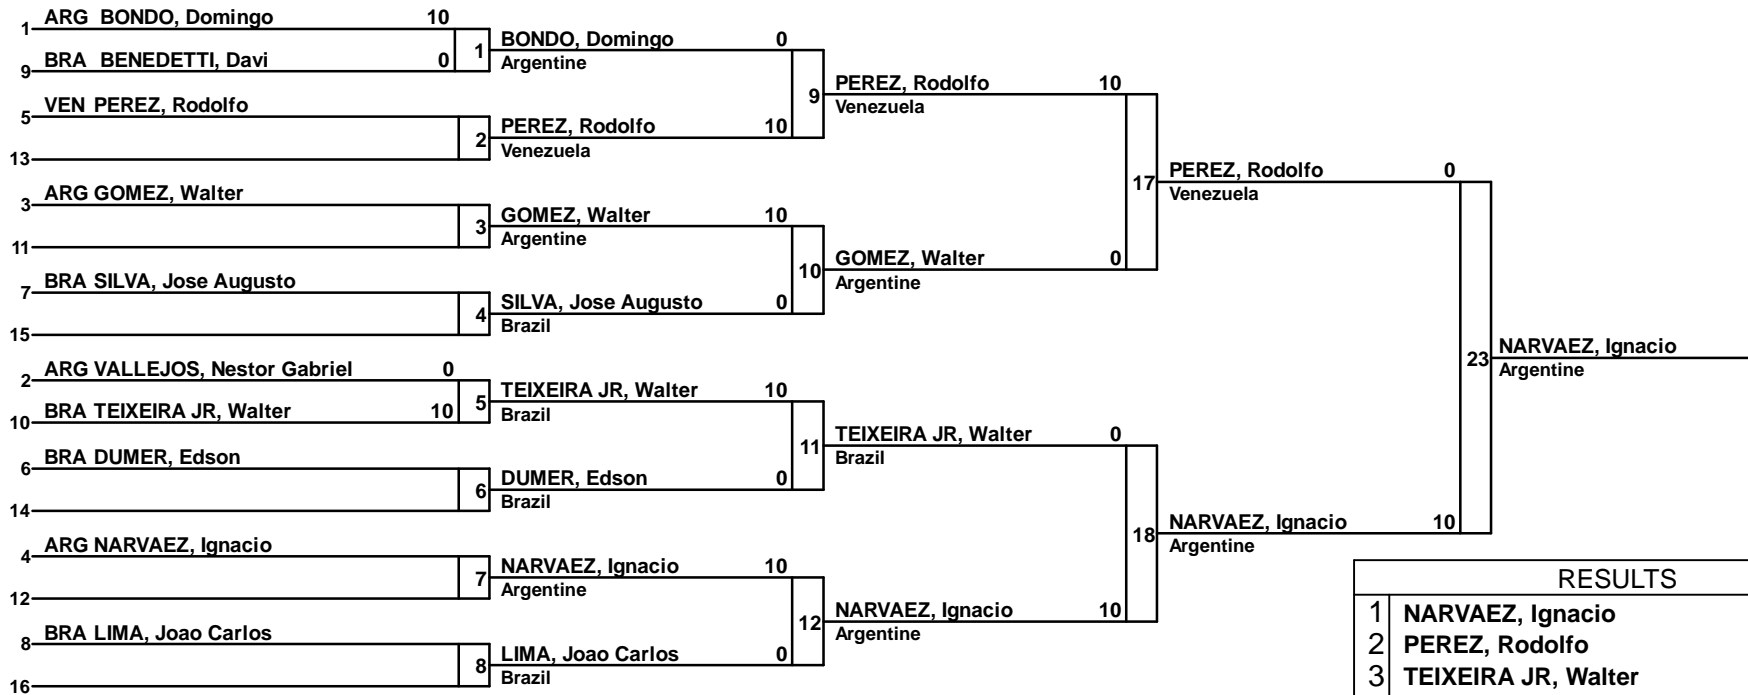 1 ARG BONDO, Domingo 10
9 BRA BENEDETTI, Davi 0
1
5 VEN PEREZ, Rodolfo
13
2
3 ARG GOMEZ, Walter
11
3
7 BRA SILVA, Jose Augusto
15
4
2 ARG VALLEJOS, Nestor Gabriel 0
10 BRA TEIXEIRA JR, Walter 10
5
6 BRA DUMER, Edson
14
6
4 ARG NARVAEZ, Ignacio
12
7
8 BRA LIMA, Joao Carlos
16
8
BONDO, Domingo 0
Argentine
9
PEREZ, Rodolfo 10
Venezuela
GOMEZ, Walter 10
Argentine
10
SILVA, Jose Augusto 0
Brazil
TEIXEIRA JR, Walter 10
Brazil
11
DUMER, Edson 0
Brazil
NARVAEZ, Ignacio 10
Argentine
12
LIMA, Joao Carlos 0
Brazil
PEREZ, Rodolfo 10
Venezuela
17
GOMEZ, Walter 0
Argentine
TEIXEIRA JR, Walter 0
Brazil
18
NARVAEZ, Ignacio 10
Argentine
PEREZ, Rodolfo 0
Venezuela
23
NARVAEZ, Ignacio 10
Argentine
NARVAEZ, Ignacio
Argentine
RESULTS
1 NARVAEZ, Ignacio
2 PEREZ, Rodolfo
3 TEIXEIRA JR, Walter